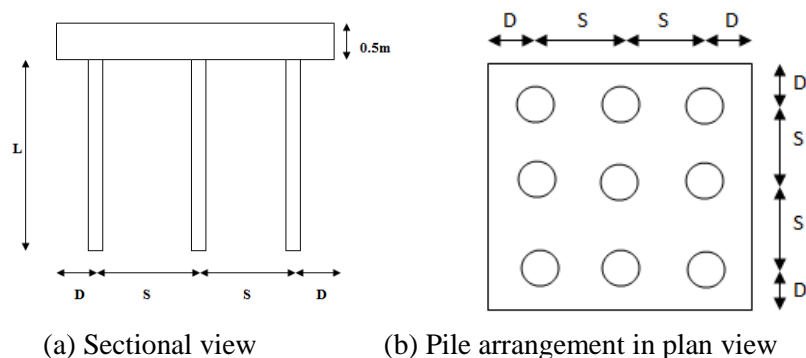 D S S D
0.5m
D
S
L
S
D
D S S D
(a) Sectional view (b) Pile arrangement in plan view